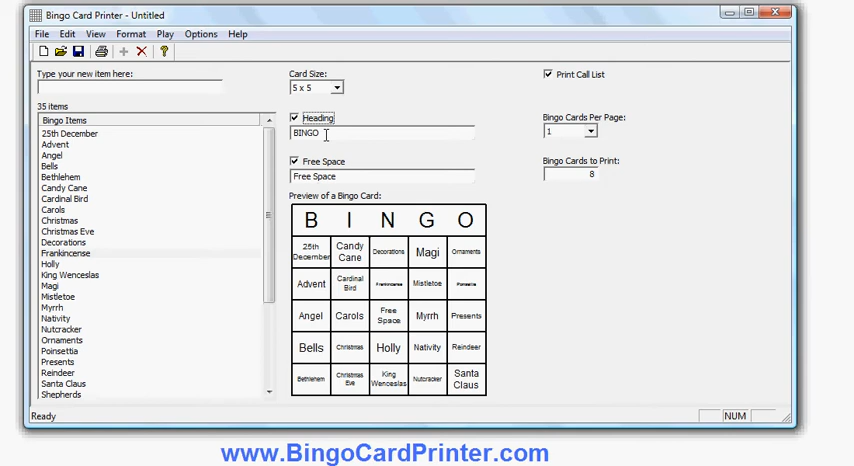 Bingo Card Printer - Untitled
File Edit View Format Play Options Help
Type your new item here:
35 items
Bingo Items
25th December
Advent
Angel
Bells
Bethlehem
Candy Cane
Cardinal Bird
Carols
Christmas
Christmas Eve
Decorations
Frankincense
Holly
King Wenceslas
Magi
Mistletoe
Myrrh
Nativity
Nutcracker
Ornaments
Poinsettia
Presents
Reindeer
Santa Claus
Shepherds
Card Size:
5 x 5
Heading
BINGO
Free Space
Free Space
Preview of a Bingo Card:
B I N G O
25th December Candy Cane Decorations Magi Ornaments
Advent Cardinal Bird Frankincense Mistletoe Poinsettia
Angel Carols Free Space Myrrh Presents
Bells Christmas Holly Nativity Reindeer
Bethlehem Christmas Eve King Wenceslas Nutcracker Santa Claus
Print Call List
Bingo Cards Per Page:
1
Bingo Cards to Print:
8
Ready
NUM
www.BingoCardPrinter.com